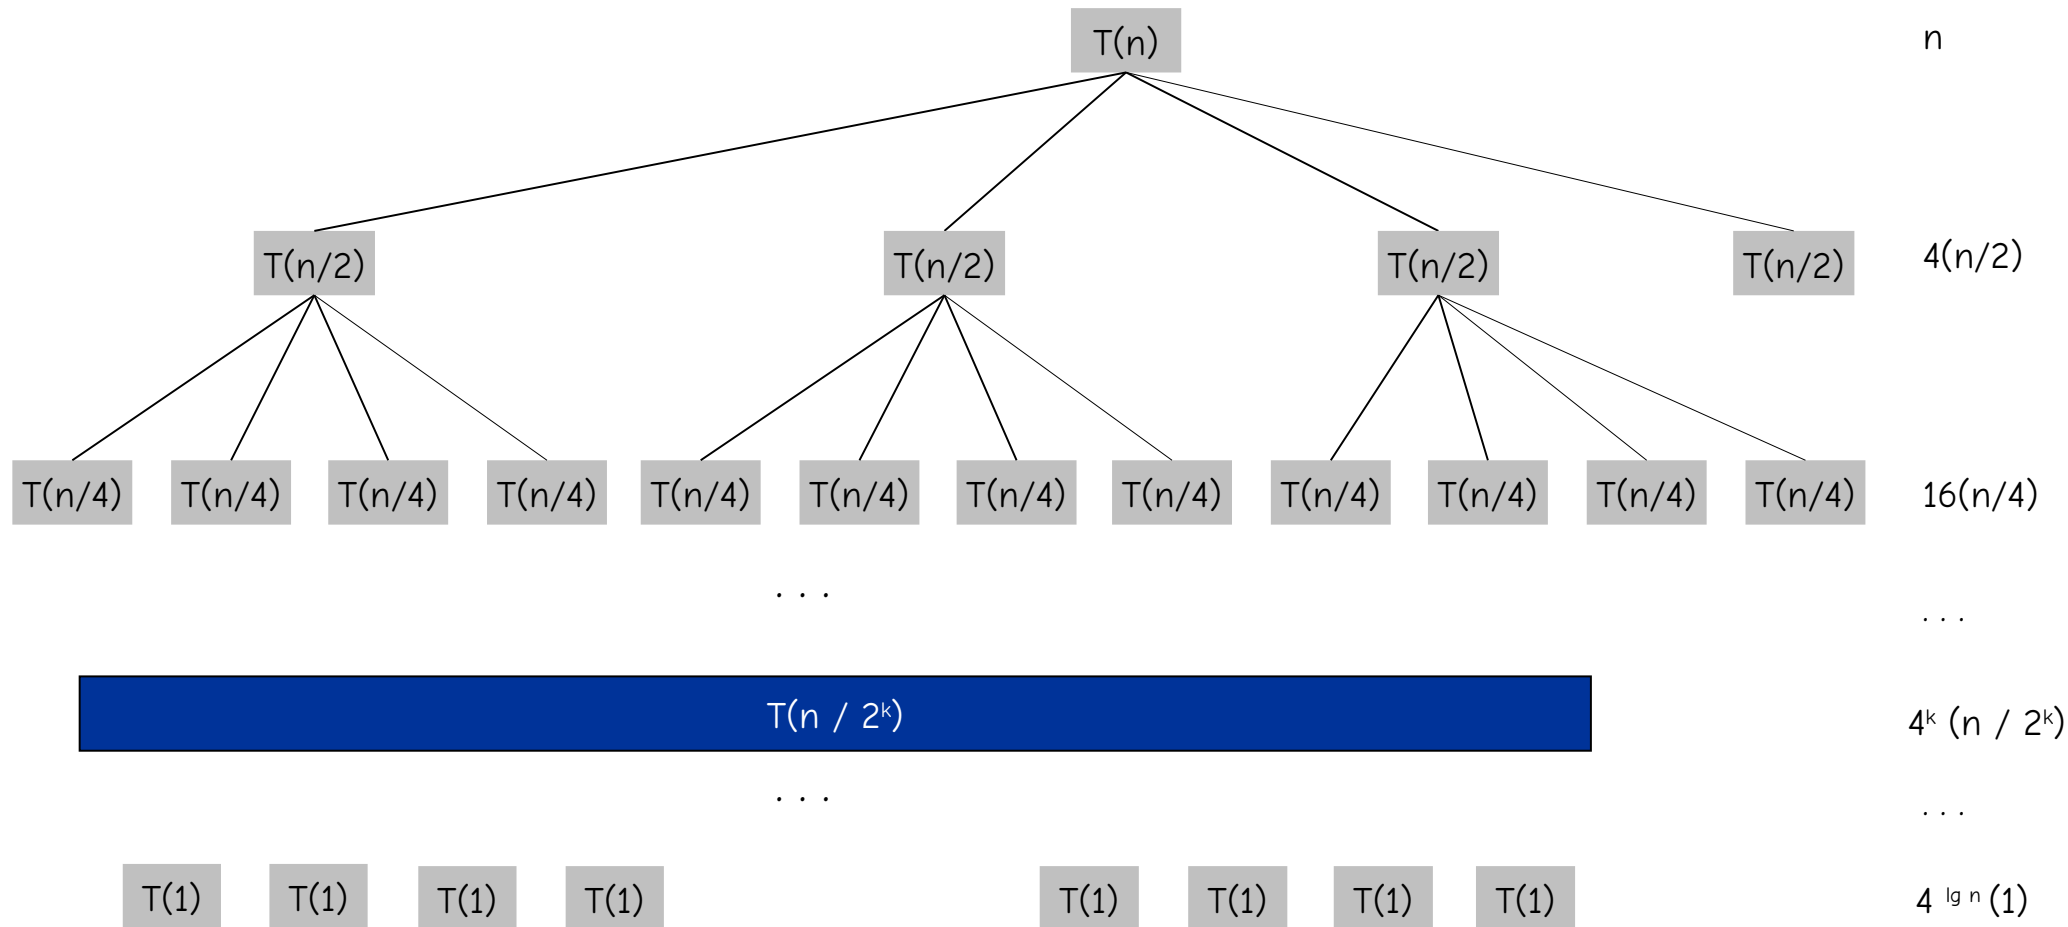 T(n) n
T(n/2) T(n/2) T(n/2) T(n/2) 4(n/2)
T(n/4) T(n/4) T(n/4) T(n/4) T(n/4) T(n/4) T(n/4) T(n/4) T(n/4) T(n/4) T(n/4) T(n/4) 16(n/4)
. . .
. . .
T(n / 2ᵏ) 4ᵏ (n / 2ᵏ)
. . .
. . .
T(1) T(1) T(1) T(1) T(1) T(1) T(1) T(1) 4 ˡᵍ ⁿ (1)